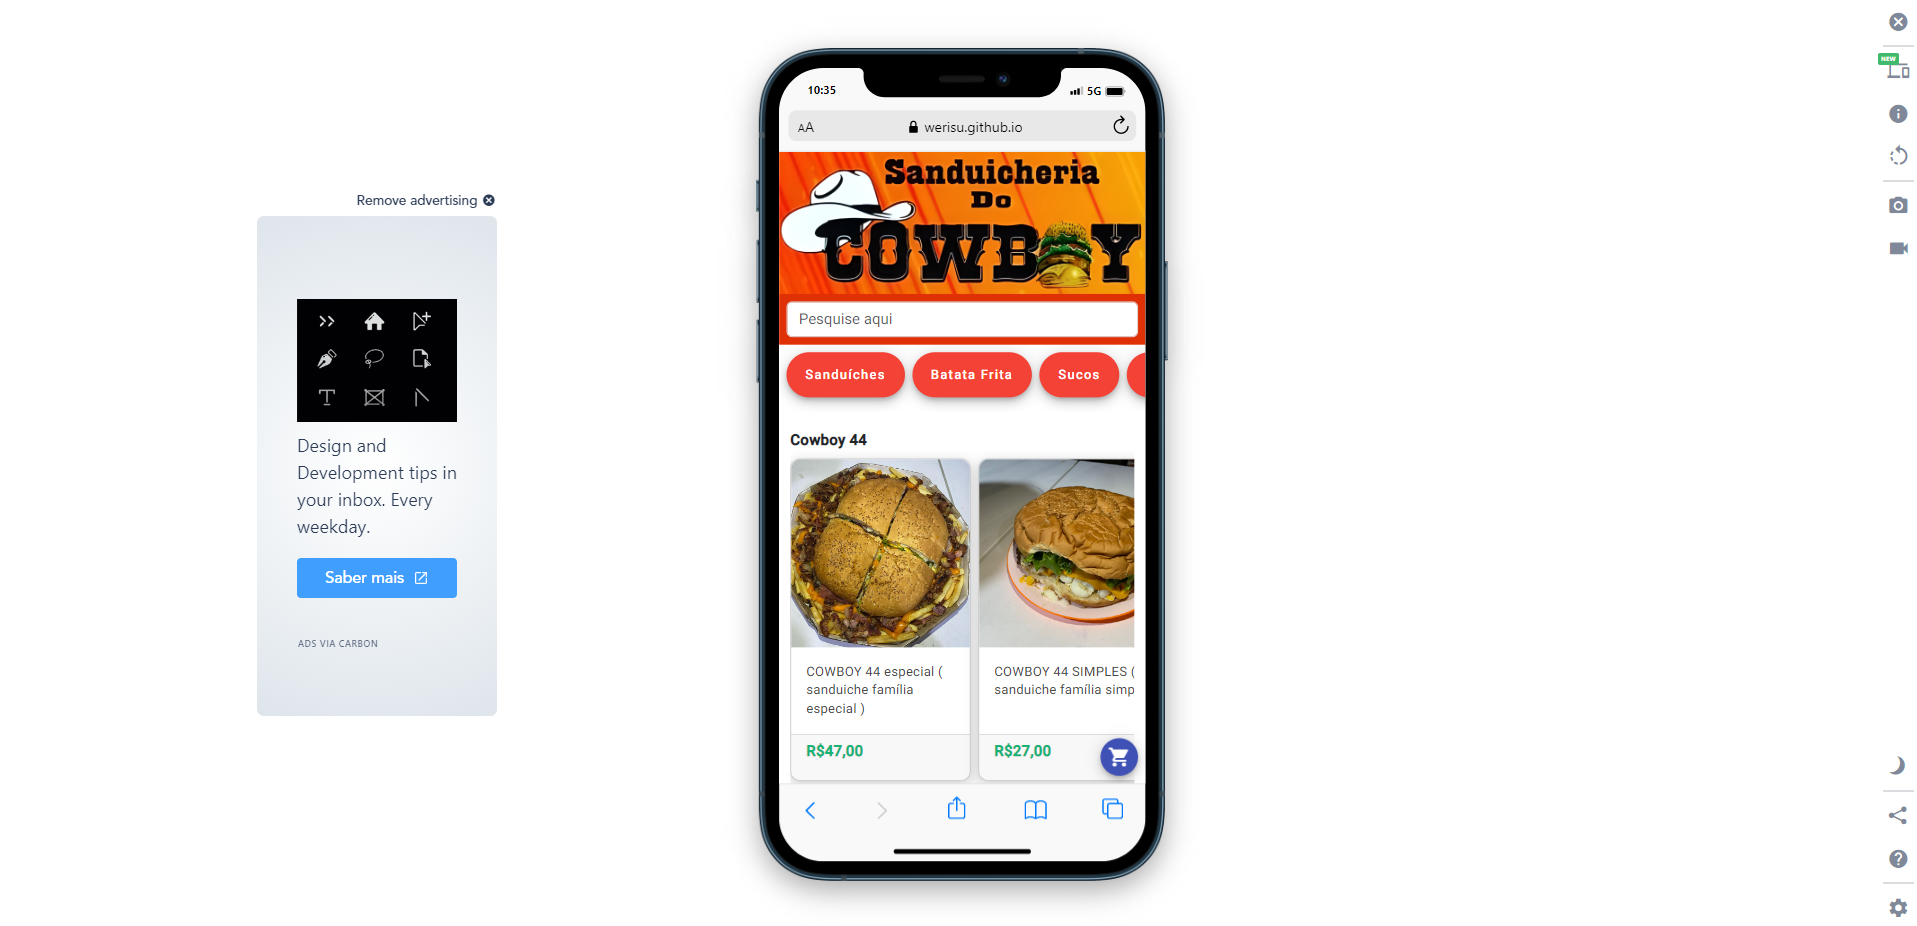 Remove advertising
Design and
Development tips in
your inbox. Every
weekday.
Saber mais
ADS VIA CARBON
10:35
5G
AA
werisu.github.io
Sanduicheria
Do
COWBOY
Pesquise aqui
Sanduíches
Batata Frita
Sucos
Cowboy 44
COWBOY 44 especial (
sanduiche família
especial )
R$47,00
COWBOY 44 SIMPLES (
sanduiche família simp
R$27,00
NEW